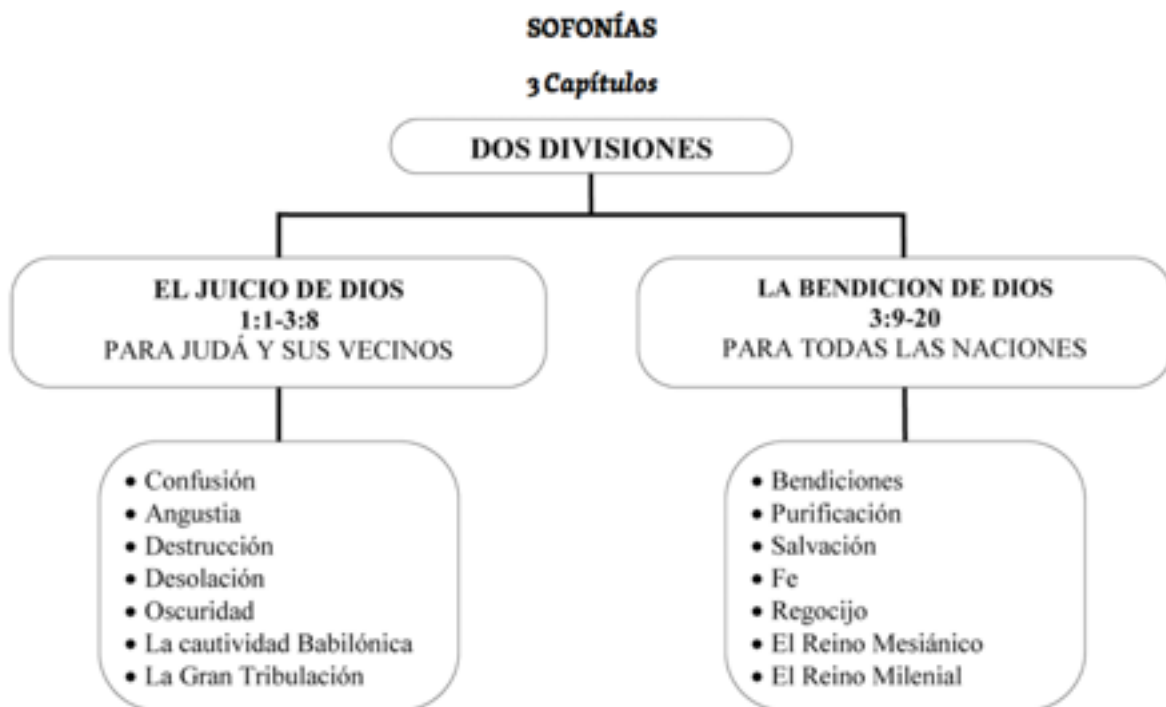 SOFONÍAS
3 Capítulos
DOS DIVISIONES
EL JUICIO DE DIOS
1:1-3:8
PARA JUDÁ Y SUS VECINOS
LA BENDICION DE DIOS
3:9-20
PARA TODAS LAS NACIONES
• Confusión
• Angustia
• Destrucción
• Desolación
• Oscuridad
• La cautividad Babilónica
• La Gran Tribulación
• Bendiciones
• Purificación
• Salvación
• Fe
• Regocijo
• El Reino Mesiánico
• El Reino Milenial